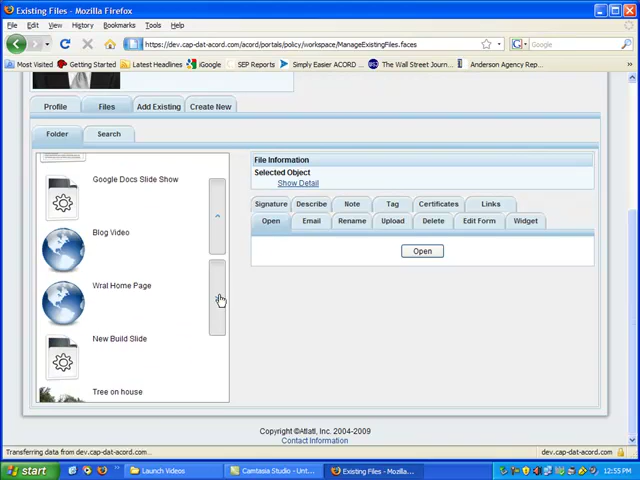 Existing Files - Mozilla Firefox
File Edit View History Bookmarks Tools Help
https://dev.cap-dat-acord.com/acord/portals/policy/workspace/ManageExistingFiles.faces
Google
Most Visited Getting Started Latest Headlines iGoogle SEP Reports Simply Easier ACORD ... The Wall Street Journ... Anderson Agency Rep...
Profile Files Add Existing Create New
Folder Search
Google Docs Slide Show
Blog Video
Wral Home Page
New Build Slide
Tree on house
File Information
Selected Object
Show Detail
Signature Describe Note Tag Certificates Links
Open Email Rename Upload Delete Edit Form Widget
Open
Copyright ©Atlatl, Inc. 2004-2009
Contact Information
Transferring data from dev.cap-dat-acord.com...
dev.cap-dat-acord.com
start
Launch Videos
Camtasia Studio - Unt...
Existing Files - Mozilla...
12:55 PM